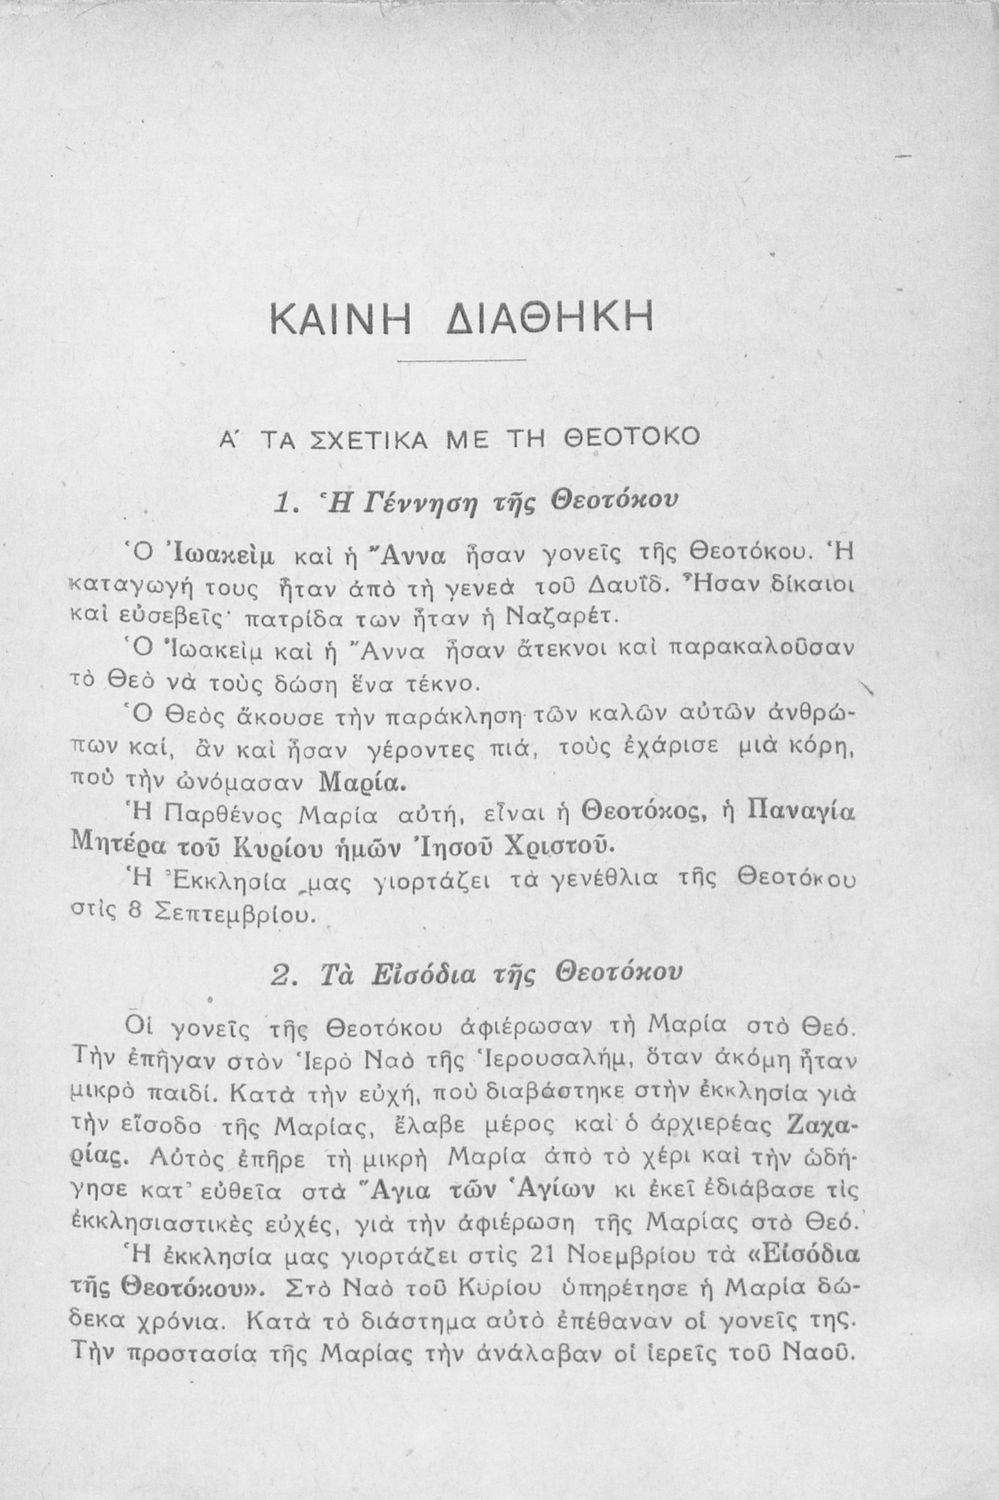 ΚΑΙΝΗ ΔΙΑΘΗΚΗ
Α΄ ΤΑ ΣΧΕΤΙΚΑ ΜΕ ΤΗ ΘΕΟΤΟΚΟ
1. Ἡ Γέννηση τῆς Θεοτόκου
Ὁ Ἰωακεὶμ καὶ ἡ Ἄννα ἦσαν γονεῖς τῆς Θεοτόκου. Ἡ
καταγωγή τους ἦταν ἀπὸ τὴ γενεὰ τοῦ Δαυΐδ. Ἦσαν δίκαιοι
καὶ εὐσεβεῖς· πατρίδα των ἦταν ἡ Ναζαρέτ.
Ὁ Ἰωακεὶμ καὶ ἡ Ἄννα ἦσαν ἄτεκνοι καὶ παρακαλοῦσαν
τὸ Θεὸ νὰ τοὺς δώση ἕνα τέκνο.
Ὁ Θεὸς ἄκουσε τὴν παράκληση τῶν καλῶν αὐτῶν ἀνθρώ-
πων καί, ἂν καὶ ἦσαν γέροντες πιά, τοὺς ἐχάρισε μιὰ κόρη,
ποὺ τὴν ὠνόμασαν Μαρία.
Ἡ Παρθένος Μαρία αὐτή, εἶναι ἡ Θεοτόκος, ἡ Παναγία
Μητέρα τοῦ Κυρίου ἡμῶν Ἰησοῦ Χριστοῦ.
Ἡ Ἐκκλησία μας γιορτάζει τὰ γενέθλια τῆς Θεοτόκου
στὶς 8 Σεπτεμβρίου.
2. Τὰ Εἰσόδια τῆς Θεοτόκου
Οἱ γονεῖς τῆς Θεοτόκου ἀφιέρωσαν τὴ Μαρία στὸ Θεό.
Τὴν ἐπῆγαν στὸν Ἱερὸ Ναὸ τῆς Ἱερουσαλήμ, ὅταν ἀκόμη ἦταν
μικρὸ παιδί. Κατὰ τὴν εὐχή, ποὺ διαβάστηκε στὴν ἐκκλησία γιὰ
τὴν εἴσοδο τῆς Μαρίας, ἔλαβε μέρος καὶ ὁ ἀρχιερέας Ζαχα-
ρίας. Αὐτὸς ἐπῆρε τὴ μικρὴ Μαρία ἀπὸ τὸ χέρι καὶ τὴν ὡδή-
γησε κατ' εὐθεῖα στὰ Ἅγια τῶν Ἁγίων κι ἐκεῖ ἐδιάβασε τὶς
ἐκκλησιαστικὲς εὐχές, γιὰ τὴν ἀφιέρωση τῆς Μαρίας στὸ Θεό.
Ἡ ἐκκλησία μας γιορτάζει στὶς 21 Νοεμβρίου τὰ «Εἰσόδια
τῆς Θεοτόκου». Στὸ Ναὸ τοῦ Κυρίου ὑπηρέτησε ἡ Μαρία δώ-
δεκα χρόνια. Κατὰ τὸ διάστημα αὐτὸ ἐπέθαναν οἱ γονεῖς της.
Τὴν προστασία τῆς Μαρίας τὴν ἀνάλαβαν οἱ ἱερεῖς τοῦ Ναοῦ.